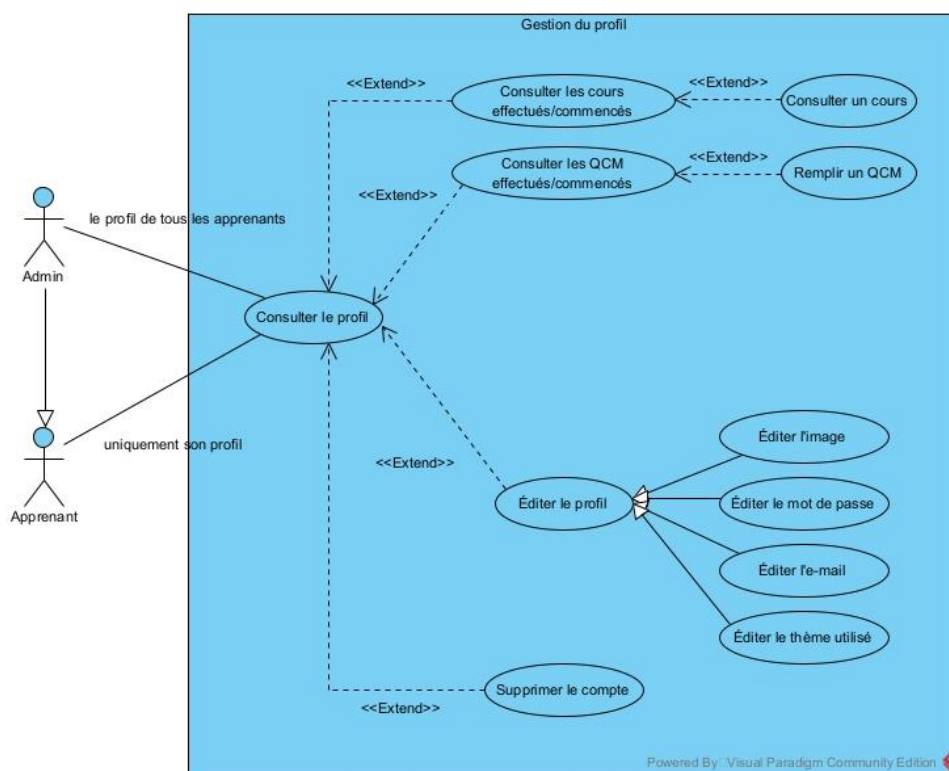 Gestion du profil
<<Extend>>
Consulter les cours
effectués/commencés
<<Extend>>
Consulter un cours
<<Extend>>
Consulter les QCM
effectués/commencés
<<Extend>>
Remplir un QCM
le profil de tous les apprenants
Admin
Consulter le profil
uniquement son profil
Apprenant
<<Extend>>
Éditer le profil
Éditer l'image
Éditer le mot de passe
Éditer l'e-mail
Éditer le thème utilisé
Supprimer le compte
<<Extend>>
Powered By Visual Paradigm Community Edition